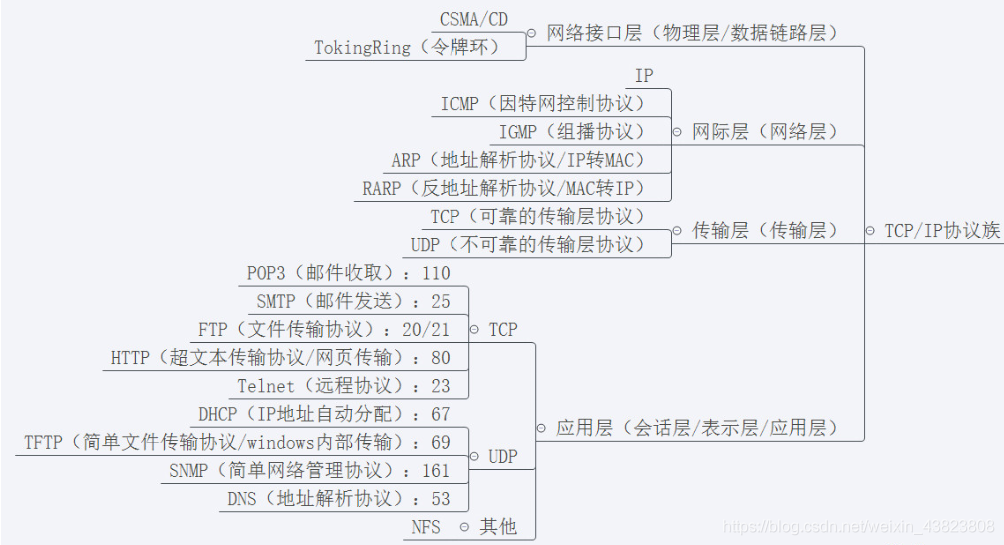 CSMA/CD
TokingRing（令牌环）
网络接口层（物理层/数据链路层）
IP
ICMP（因特网控制协议）
IGMP（组播协议）
网际层（网络层）
ARP（地址解析协议/IP转MAC）
RARP（反地址解析协议/MAC转IP）
TCP（可靠的传输层协议）
UDP（不可靠的传输层协议）
传输层（传输层）
TCP/IP协议族
POP3（邮件收取）：110
SMTP（邮件发送）：25
FTP（文件传输协议）：20/21
TCP
HTTP（超文本传输协议/网页传输）：80
Telnet（远程协议）：23
DHCP（IP地址自动分配）：67
应用层（会话层/表示层/应用层）
TFTP（简单文件传输协议/windows内部传输）：69
UDP
SNMP（简单网络管理协议）：161
DNS（地址解析协议）：53
NFS 其他
https://blog.csdn.net/weixin_43823808